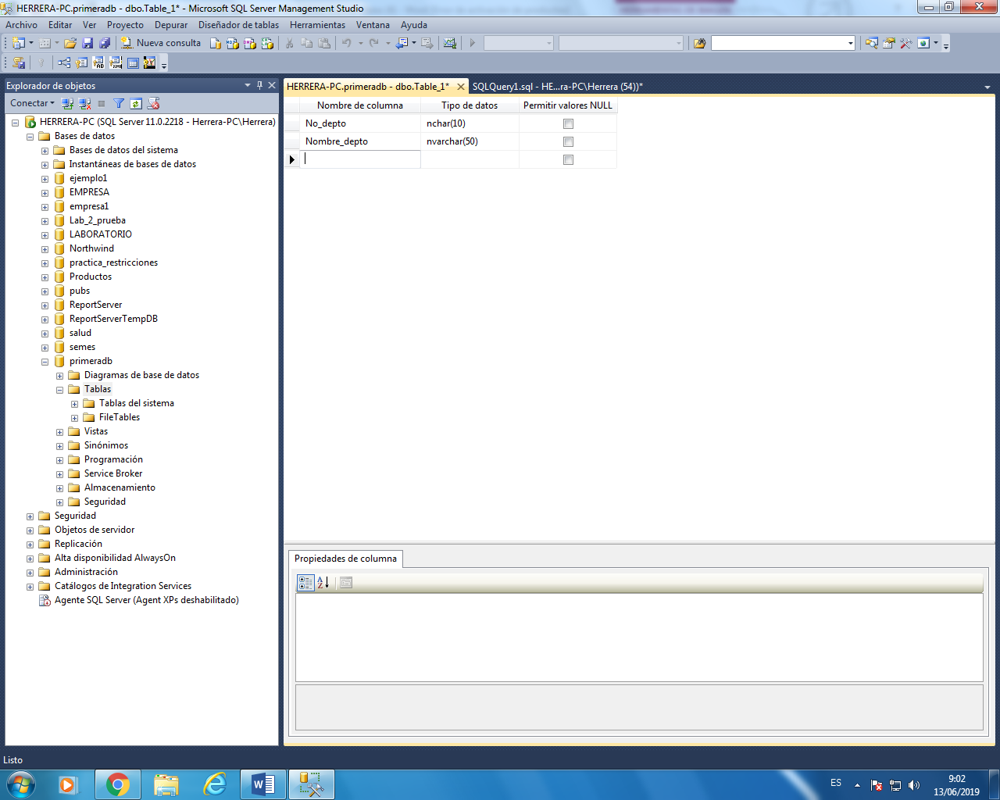 HERRERA-PC.primeradb - dbo.Table_1* - Microsoft SQL Server Management Studio
Archivo Editar Ver Proyecto Depurar Diseñador de tablas Herramientas Ventana Ayuda
Nueva consulta
Explorador de objetos
Conectar
HERRERA-PC (SQL Server 11.0.2218 - Herrera-PC\Herrera)
Bases de datos
Bases de datos del sistema
Instantáneas de bases de datos
ejemplo1
EMPRESA
empresa1
Lab_2_prueba
LABORATORIO
Northwind
practica_restricciones
Productos
pubs
ReportServer
ReportServerTempDB
salud
semes
primeradb
Diagramas de base de datos
Tablas
Tablas del sistema
FileTables
Vistas
Sinónimos
Programación
Service Broker
Almacenamiento
Seguridad
Seguridad
Objetos de servidor
Replicación
Alta disponibilidad AlwaysOn
Administración
Catálogos de Integration Services
Agente SQL Server (Agent XPs deshabilitado)
HERRERA-PC.primeradb - dbo.Table_1* SQLQuery1.sql - HE...ra-PC\Herrera (54))*
Nombre de columna Tipo de datos Permitir valores NULL
No_depto nchar(10)
Nombre_depto nvarchar(50)
Propiedades de columna
Listo
ES
9:02
13/06/2019